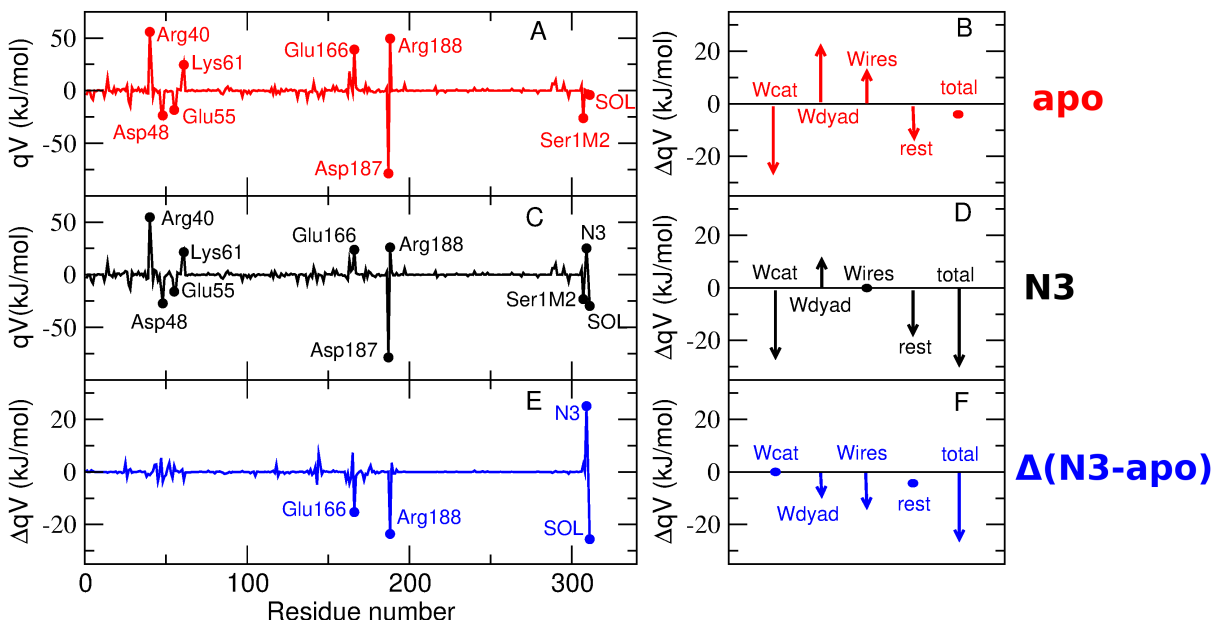 A
50
0
-50
qV (kJ/mol)
Arg40
Lys61
Asp48
Glu55
Glu166
Arg188
Asp187
SOL
Ser1M2
B
20
0
-20
ΔqV (kJ/mol)
Wcat
Wdyad
Wires
rest
total
apo
C
50
0
-50
qV(kJ/mol)
Arg40
Lys61
Glu55
Asp48
Glu166
Arg188
Asp187
N3
Ser1M2
SOL
D
20
0
-20
ΔqV (kJ/mol)
Wcat
Wdyad
Wires
rest
total
N3
E
20
0
-20
ΔqV (kJ/mol)
Glu166
Arg188
N3
SOL
0
100
200
300
Residue number
F
20
0
-20
ΔqV (kJ/mol)
Wcat
Wdyad
Wires
rest
total
Δ(N3-apo)